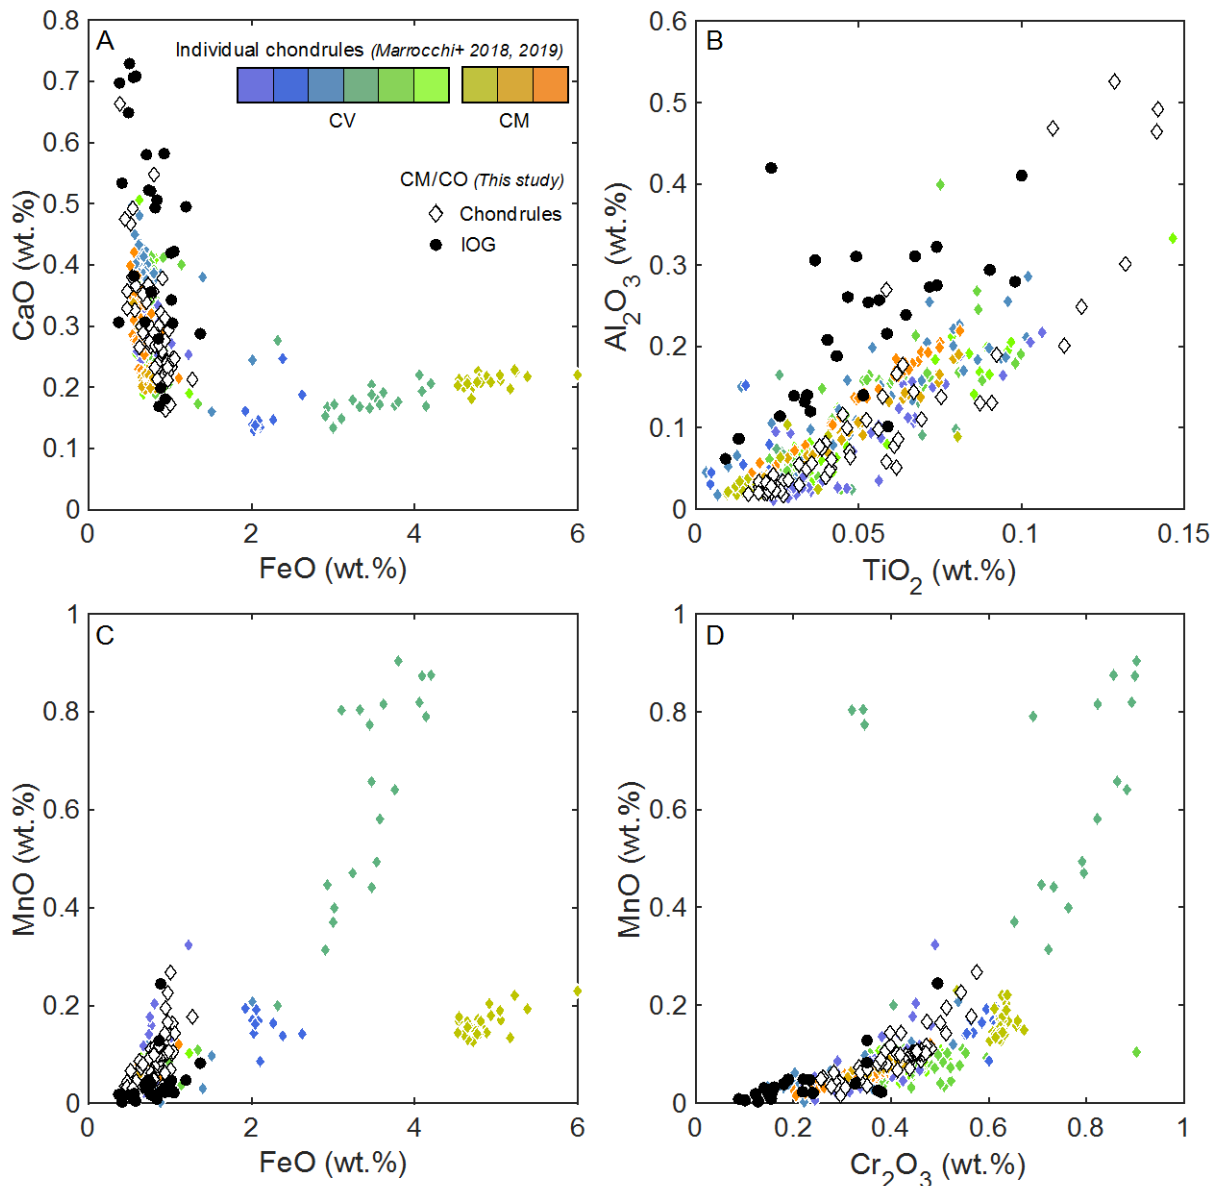 A
Individual chondrules (Marrocchi+ 2018, 2019)
CV
CM
CM/CO (This study)
Chondrules
IOG
CaO (wt.%)
0.8
0.7
0.6
0.5
0.4
0.3
0.2
0.1
0
0
2
4
6
FeO (wt.%)
B
Al2O3 (wt.%)
0.6
0.5
0.4
0.3
0.2
0.1
0
0
0.05
0.1
0.15
TiO2 (wt.%)
C
MnO (wt.%)
1
0.8
0.6
0.4
0.2
0
0
2
4
6
FeO (wt.%)
D
MnO (wt.%)
1
0.8
0.6
0.4
0.2
0
0
0.2
0.4
0.6
0.8
1
Cr2O3 (wt.%)